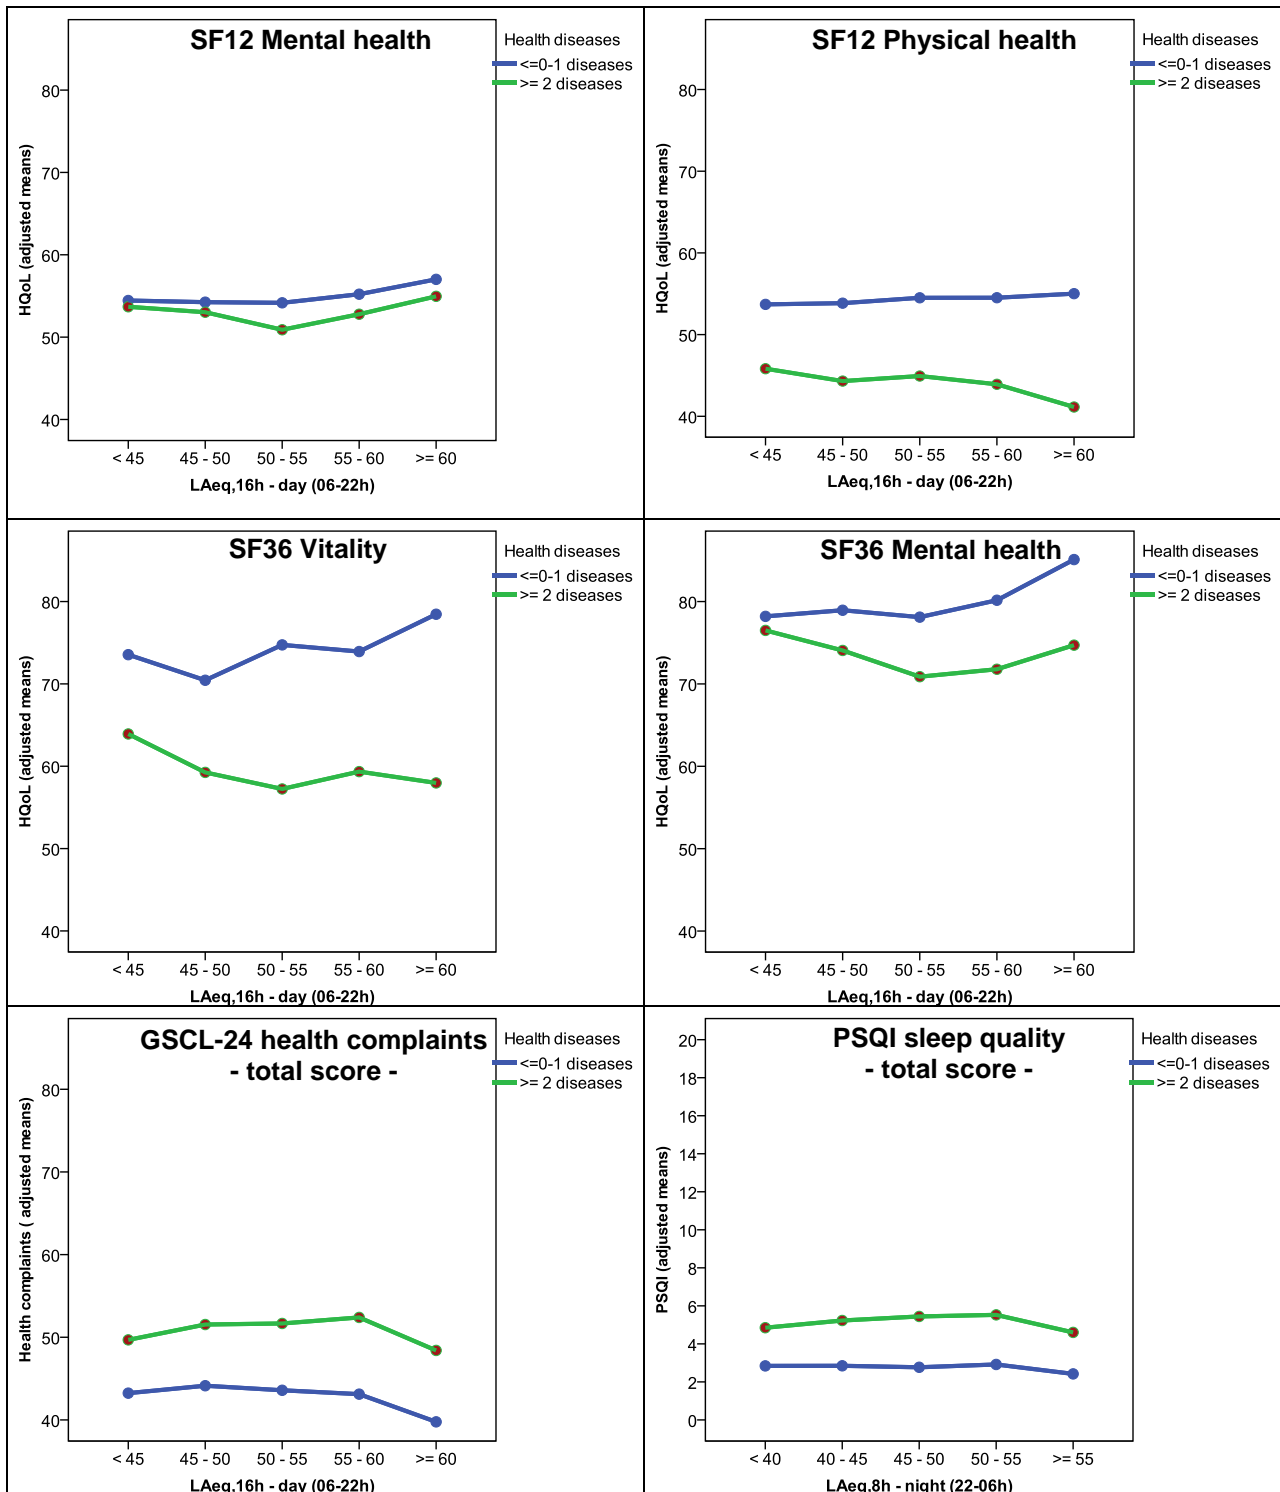 SF12 Mental health
Health diseases
<=0-1 diseases
>= 2 diseases
HQoL (adjusted means)
80
70
60
50
40
< 45 45 - 50 50 - 55 55 - 60 >= 60
LAeq,16h - day (06-22h)
SF12 Physical health
Health diseases
<=0-1 diseases
>= 2 diseases
HQoL (adjusted means)
80
70
60
50
40
< 45 45 - 50 50 - 55 55 - 60 >= 60
LAeq,16h - day (06-22h)
SF36 Vitality
Health diseases
<=0-1 diseases
>= 2 diseases
HQoL (adjusted means)
80
70
60
50
40
< 45 45 - 50 50 - 55 55 - 60 >= 60
LAeq,16h - day (06-22h)
SF36 Mental health
Health diseases
<=0-1 diseases
>= 2 diseases
HQoL (adjusted means)
80
70
60
50
40
< 45 45 - 50 50 - 55 55 - 60 >= 60
LAeq,16h - day (06-22h)
GSCL-24 health complaints
- total score -
Health diseases
<=0-1 diseases
>= 2 diseases
Health complaints ( adjusted means)
80
70
60
50
40
< 45 45 - 50 50 - 55 55 - 60 >= 60
LAeq,16h - day (06-22h)
PSQI sleep quality
- total score -
Health diseases
<=0-1 diseases
>= 2 diseases
PSQI (adjusted means)
20
18
16
14
12
10
8
6
4
2
0
< 40 40 - 45 45 - 50 50 - 55 >= 55
LAeq,8h - night (22-06h)